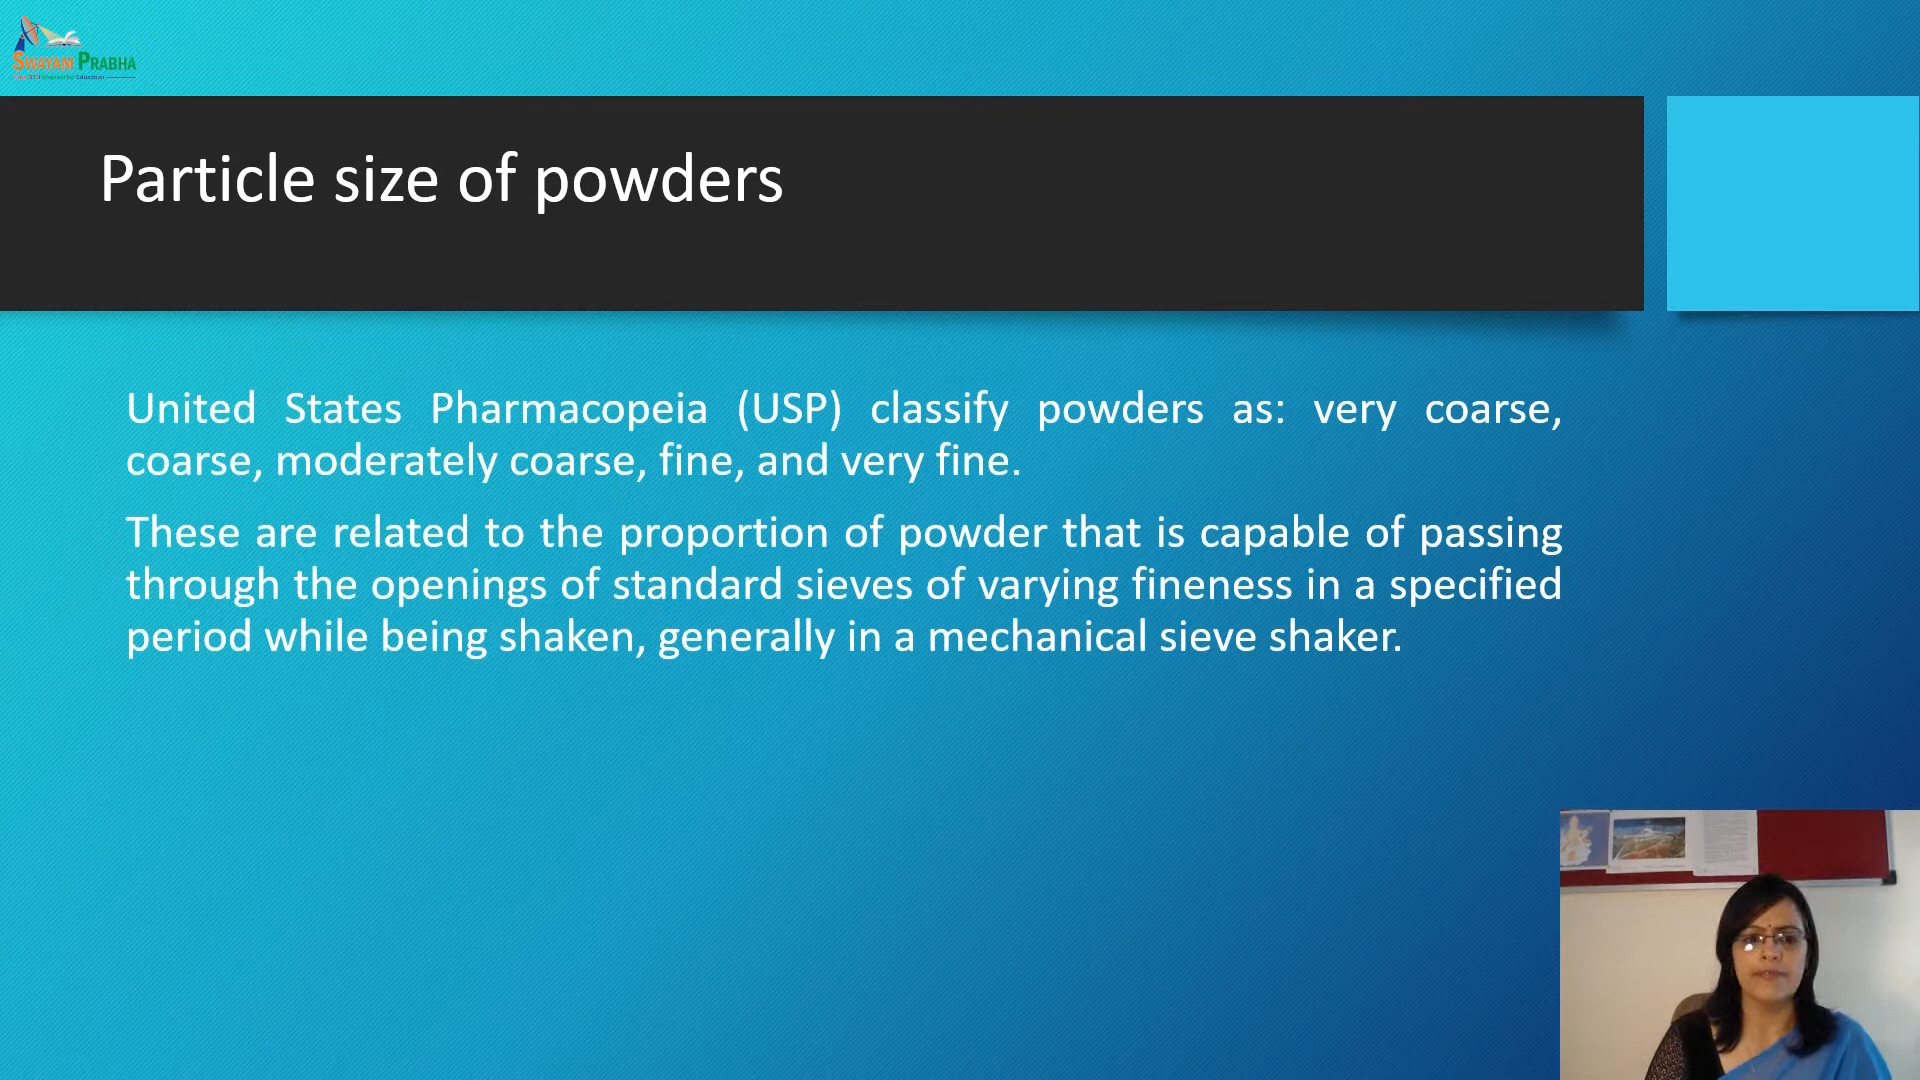 SWAYAM PRABHA
Particle size of powders
United States Pharmacopeia (USP) classify powders as: very coarse,
coarse, moderately coarse, fine, and very fine.
These are related to the proportion of powder that is capable of passing
through the openings of standard sieves of varying fineness in a specified
period while being shaken, generally in a mechanical sieve shaker.